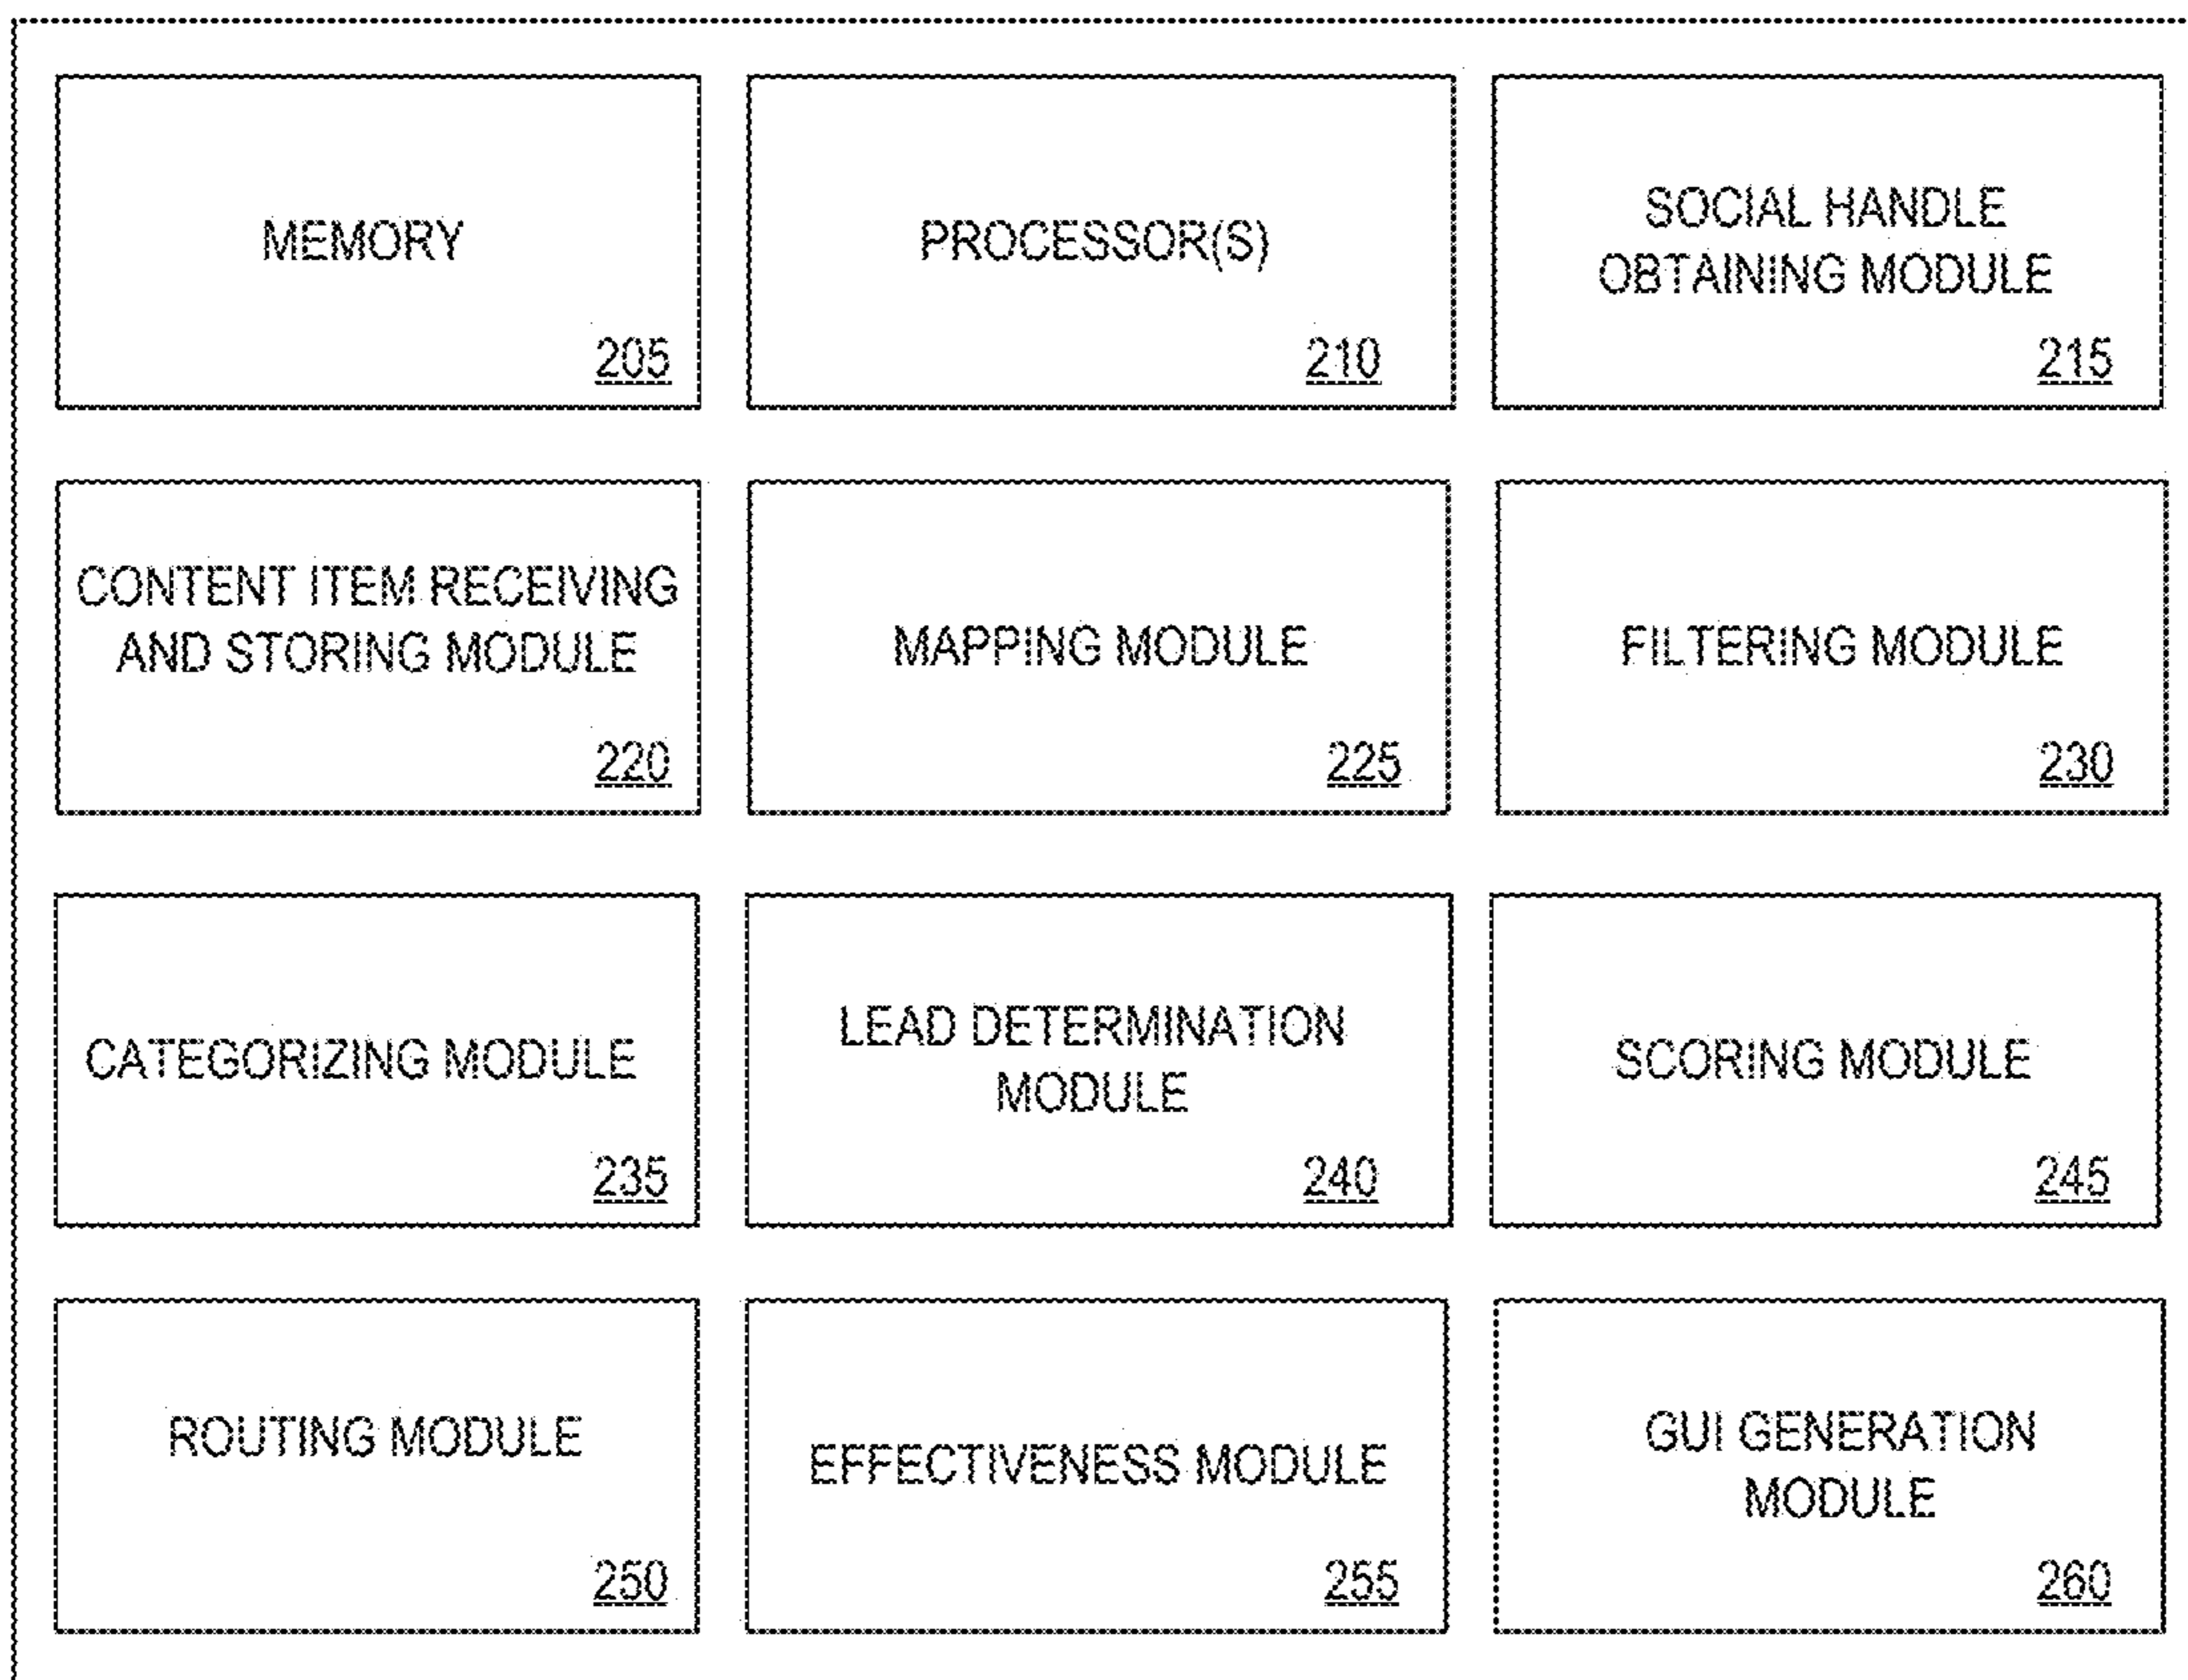 MEMORY
205
PROCESSOR(S)
210
SOCIAL HANDLE
OBTAINING MODULE
215
CONTENT ITEM RECEIVING
AND STORING MODULE
220
MAPPING MODULE
225
FILTERING MODULE
230
CATEGORIZING MODULE
235
LEAD DETERMINATION
MODULE
240
SCORING MODULE
245
ROUTING MODULE
250
EFFECTIVENESS MODULE
255
GUI GENERATION
MODULE
260